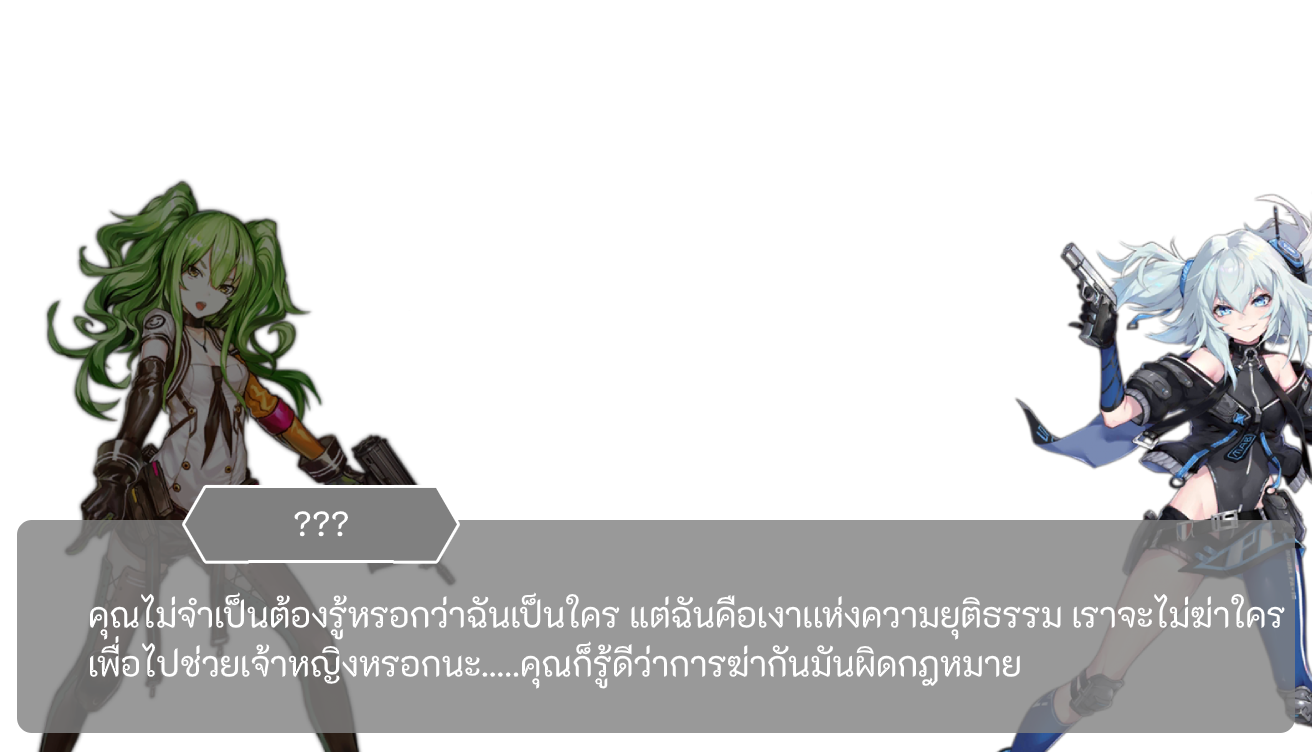 ???
คุณไม่จำเป็นต้องรู้หรอกว่าฉันเป็นใคร แต่ฉันคือเงาแห่งความยุติธรรม เราจะไม่ฆ่าใคร
เพื่อไปช่วยเจ้าหญิงหรอกนะ.....คุณก็รู้ดีว่าการฆ่ากันมันผิดกฎหมาย